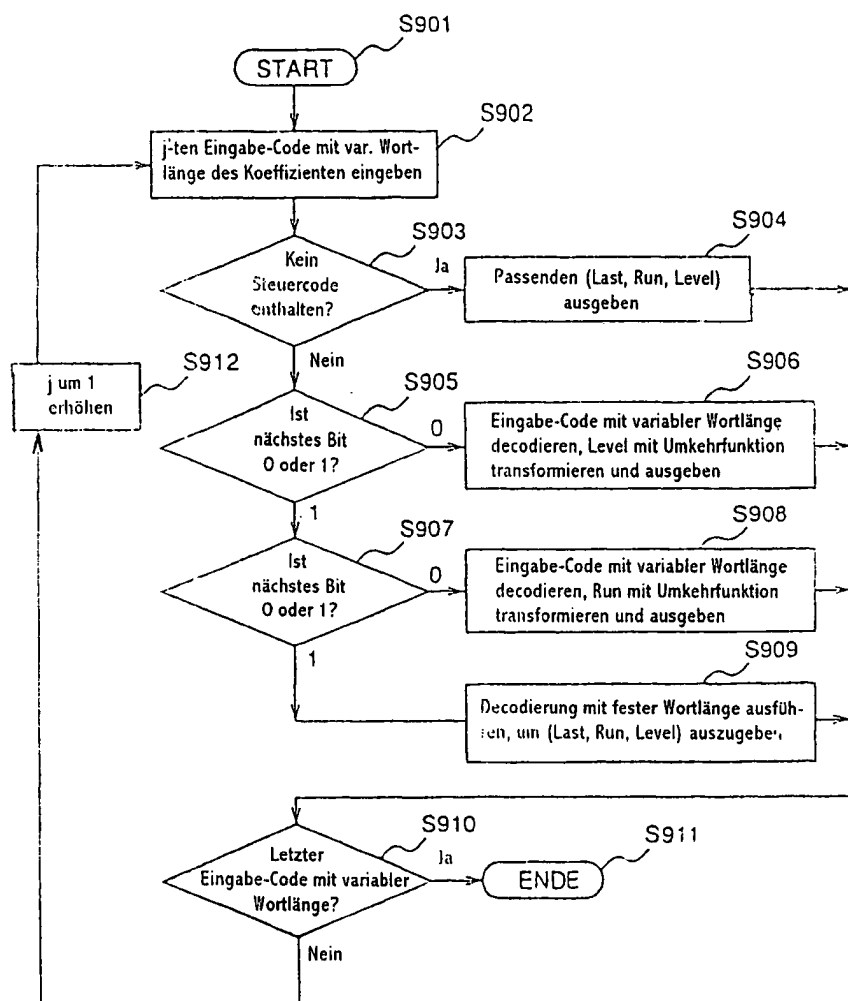 S901
START
S902
j-ten Eingabe-Code mit var. Wort-
länge des Koeffizienten eingeben
S903
Kein
Steuercode
enthalten?
Ja
S904
Passenden (Last, Run, Level)
ausgeben
Nein
S912
j um 1
erhöhen
S905
Ist
nächstes Bit
0 oder 1?
0
S906
Eingabe-Code mit variabler Wortlänge
decodieren, Level mit Umkehrfunktion
transformieren und ausgeben
1
S907
Ist
nächstes Bit
0 oder 1?
0
S908
Eingabe-Code mit variabler Wortlänge
decodieren, Run mit Umkehrfunktion
transformieren und ausgeben
1
S909
Decodierung mit fester Wortlänge ausfüh-
ren, um (Last, Run, Level) auszugeben
S910
Letzter
Eingabe-Code mit variabler
Wortlänge?
Ja
S911
ENDE
Nein